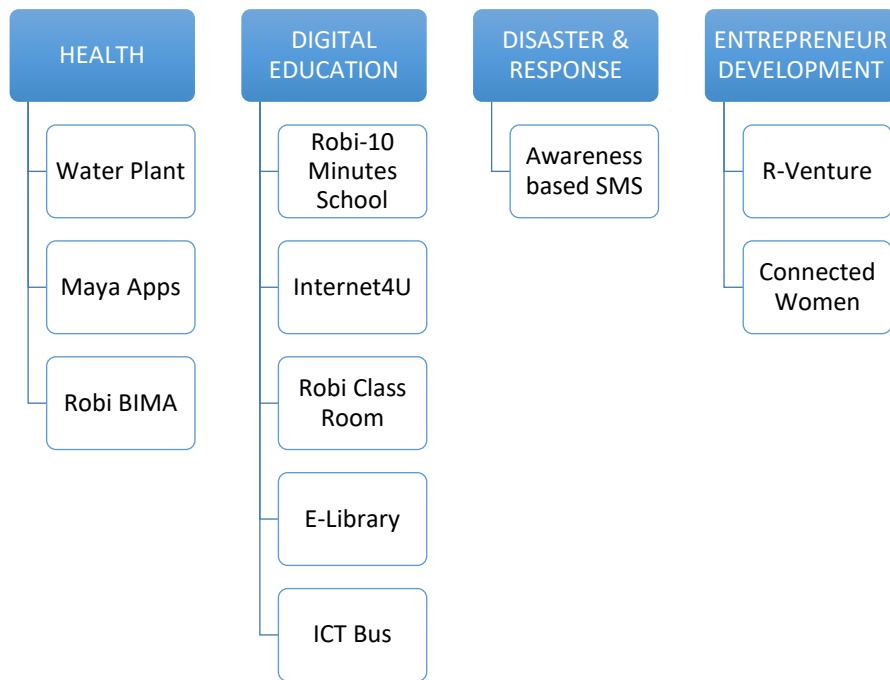 HEALTH
Water Plant
Maya Apps
Robi BIMA
DIGITAL
EDUCATION
Robi-10
Minutes
School
Internet4U
Robi Class
Room
E-Library
ICT Bus
DISASTER &
RESPONSE
Awareness
based SMS
ENTREPRENEUR
DEVELOPMENT
R-Venture
Connected
Women